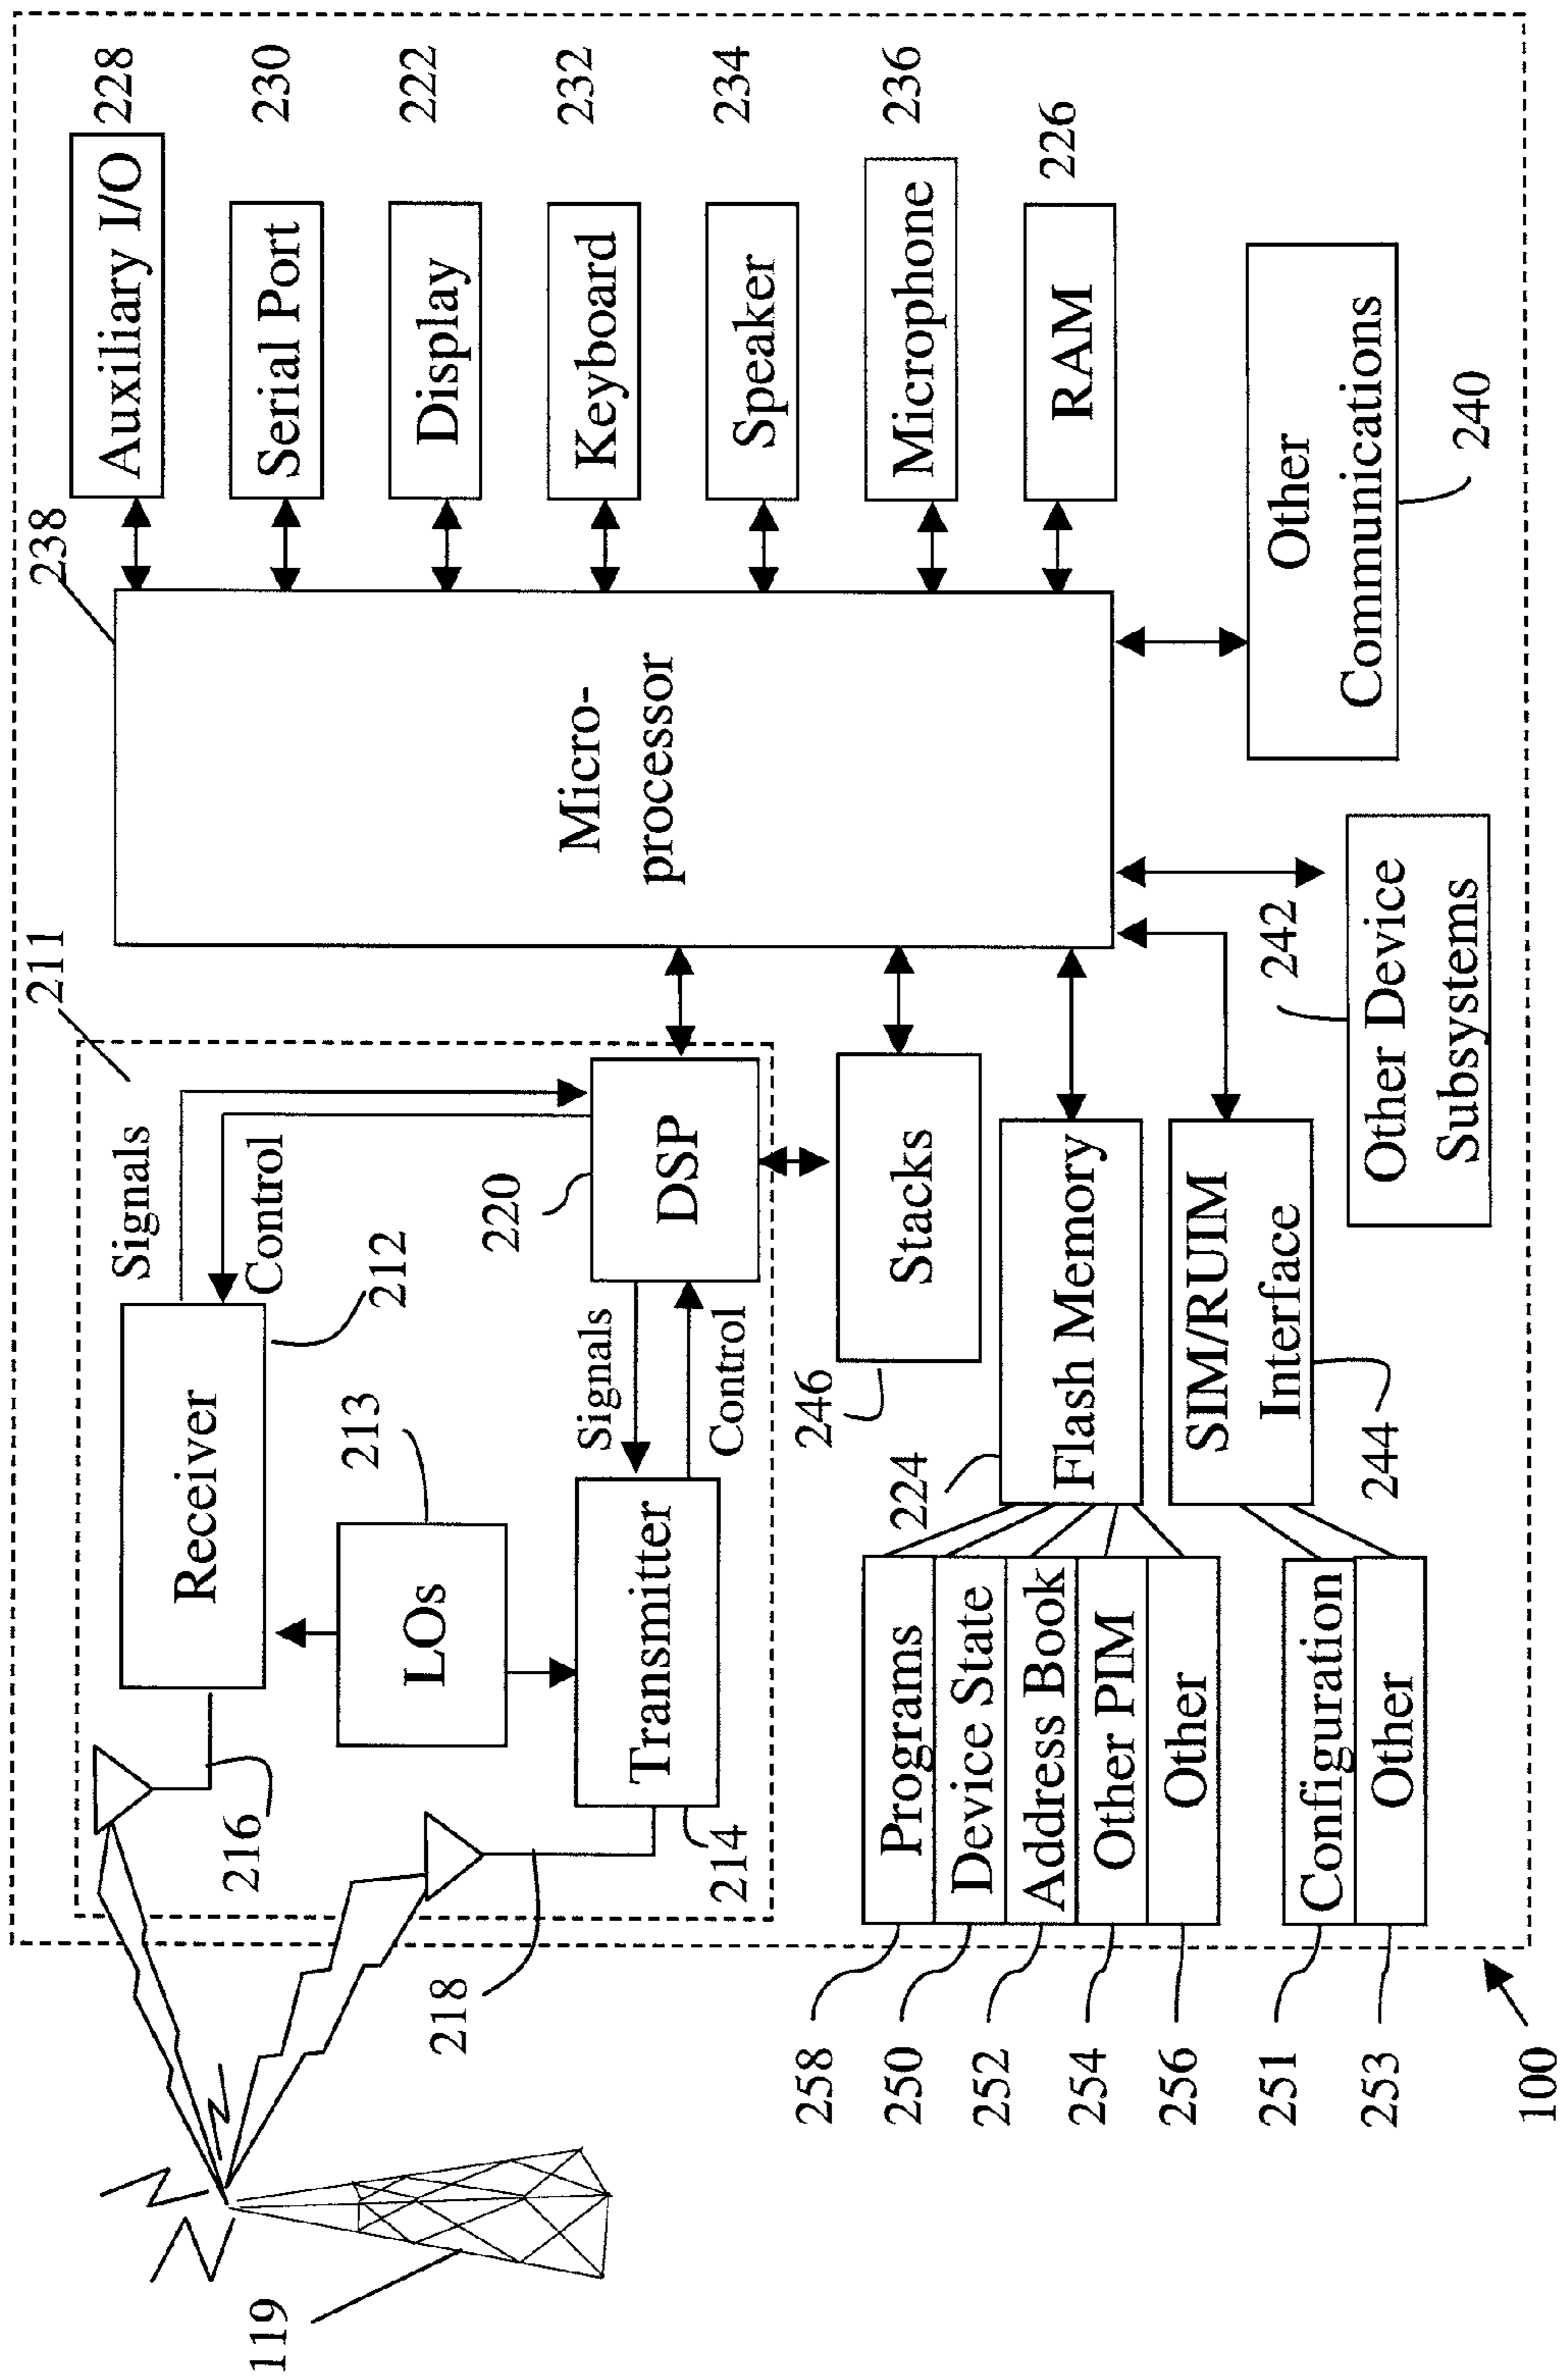 119
216
218
211
Receiver
Signals
Control
212
LOs
213
Transmitter
214
Signals
Control
220
DSP
246
Stacks
238
Micro-
processor
Auxiliary I/O
228
Serial Port
230
Display
222
Keyboard
232
Speaker
234
Microphone
236
RAM
226
Other
Communications
240
Other Device
Subsystems
242
224
Flash Memory
SIM/RUIM
Interface
244
258
Programs
250
Device State
252
Address Book
254
Other PIM
256
Other
251
Configuration
253
Other
100